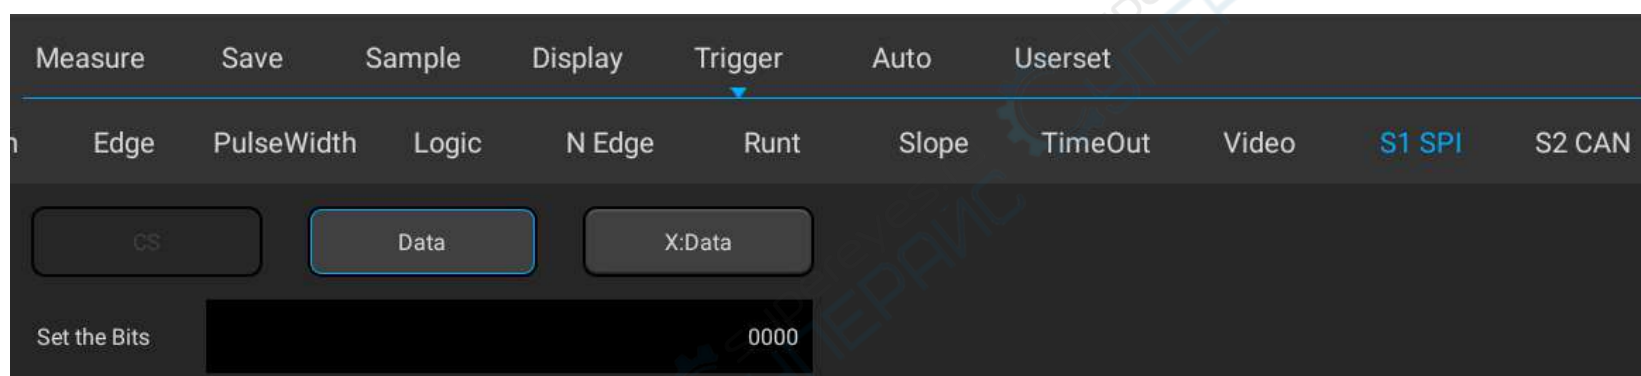 Measure Save Sample Display Trigger Auto Userset
Edge PulseWidth Logic N Edge Runt Slope TimeOut Video S1 SPI S2 CAN
CS Data X:Data
Set the Bits 0000